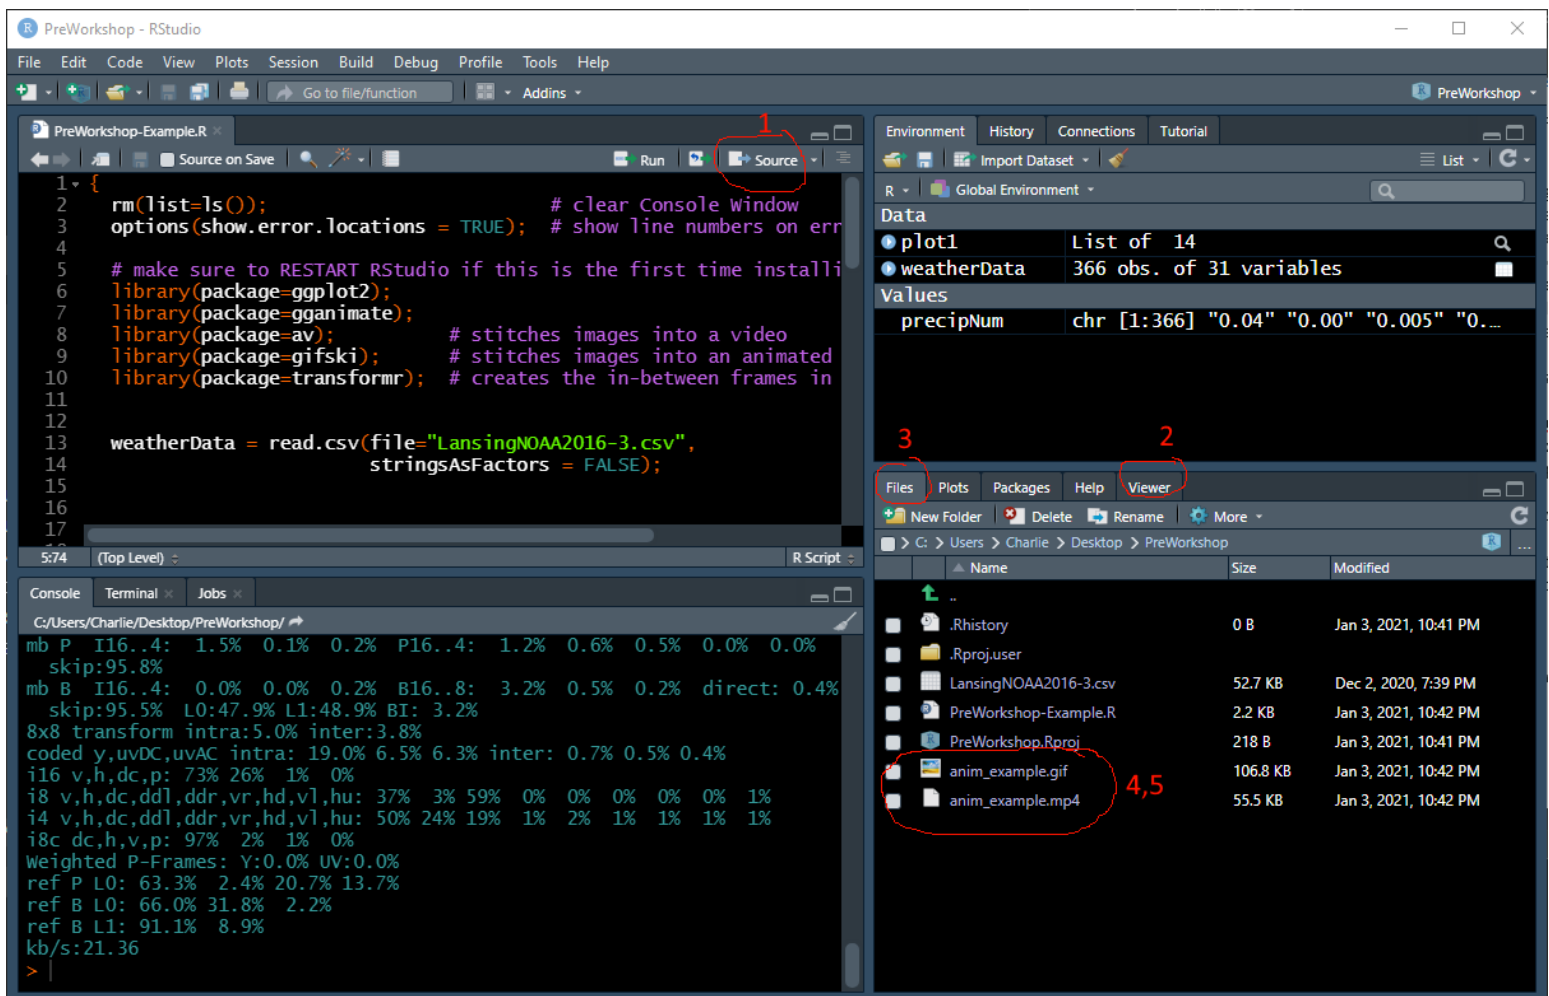 PreWorkshop - RStudio
File Edit Code View Plots Session Build Debug Profile Tools Help
Go to file/function Addins PreWorkshop
PreWorkshop-Example.R
1
Source on Save Run Source
1 {
2 rm(list=ls()); # clear Console Window
3 options(show.error.locations = TRUE); # show line numbers on err
4
5 # make sure to RESTART RStudio if this is the first time installi
6 library(package=ggplot2);
7 library(package=gganimate);
8 library(package=av); # stitches images into a video
9 library(package=gifski); # stitches images into an animated
10 library(package=transformr); # creates the in-between frames in
11
12
13 weatherData = read.csv(file="LansingNOAA2016-3.csv",
14 stringsAsFactors = FALSE);
15
16
17
5:74 (Top Level) R Script
Console Terminal Jobs
C:/Users/Charlie/Desktop/PreWorkshop/
mb P I16..4: 1.5% 0.1% 0.2% P16..4: 1.2% 0.6% 0.5% 0.0% 0.0%
skip:95.8%
mb B I16..4: 0.0% 0.0% 0.2% B16..8: 3.2% 0.5% 0.2% direct: 0.4%
skip:95.5% L0:47.9% L1:48.9% BI: 3.2%
8x8 transform intra:5.0% inter:3.8%
coded y,uvDC,uvAC intra: 19.0% 6.5% 6.3% inter: 0.7% 0.5% 0.4%
i16 v,h,dc,p: 73% 26% 1% 0%
i8 v,h,dc,ddl,ddr,vr,hd,vl,hu: 37% 3% 59% 0% 0% 0% 0% 0% 1%
i4 v,h,dc,ddl,ddr,vr,hd,vl,hu: 50% 24% 19% 1% 2% 1% 1% 1% 1%
i8c dc,h,v,p: 97% 2% 1% 0%
Weighted P-Frames: Y:0.0% UV:0.0%
ref P L0: 63.3% 2.4% 20.7% 13.7%
ref B L0: 66.0% 31.8% 2.2%
ref B L1: 91.1% 8.9%
kb/s:21.36
>
Environment History Connections Tutorial
Import Dataset List
R Global Environment
Data
plot1 List of 14
weatherData 366 obs. of 31 variables
Values
precipNum chr [1:366] "0.04" "0.00" "0.005" "0.…
3 2
Files Plots Packages Help Viewer
New Folder Delete Rename More
C: > Users > Charlie > Desktop > PreWorkshop ...
Name Size Modified
..
.Rhistory 0 B Jan 3, 2021, 10:41 PM
.Rproj.user
LansingNOAA2016-3.csv 52.7 KB Dec 2, 2020, 7:39 PM
PreWorkshop-Example.R 2.2 KB Jan 3, 2021, 10:42 PM
PreWorkshop.Rproj 218 B Jan 3, 2021, 10:41 PM
anim_example.gif 106.8 KB Jan 3, 2021, 10:42 PM
4,5
anim_example.mp4 55.5 KB Jan 3, 2021, 10:42 PM